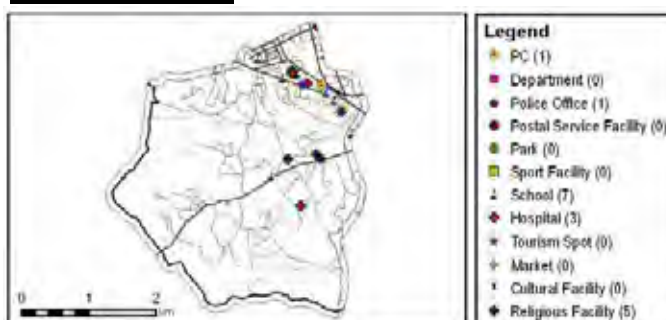 Legend
PC (1)
Department (0)
Police Office (1)
Postal Service Facility (0)
Park (0)
Sport Facility (0)
School (7)
Hospital (3)
Tourism Spot (0)
Market (0)
Cultural Facility (0)
Religious Facility (5)
0 1 2
km